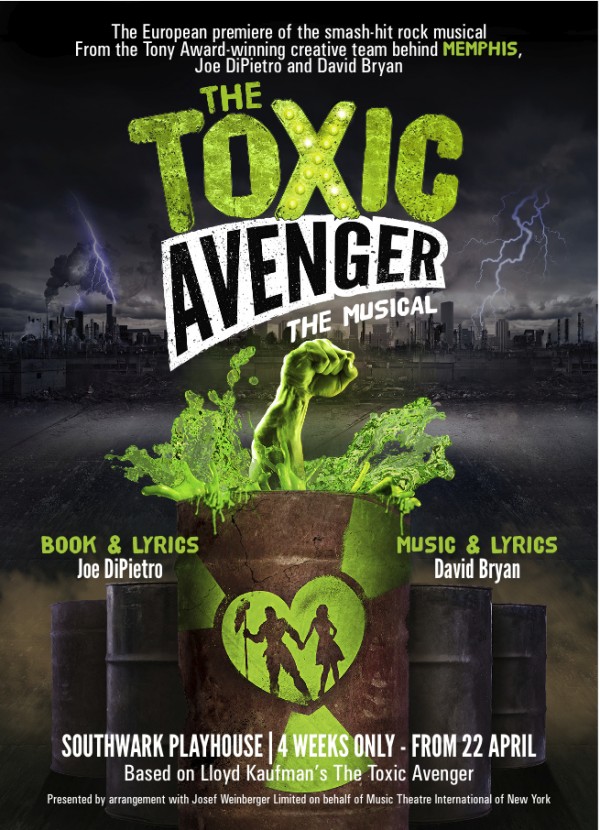 The European premiere of the smash-hit rock musical
From the Tony Award-winning creative team behind MEMPHIS,
Joe DiPietro and David Bryan
THE
TOXIC
AVENGER
THE MUSICAL
BOOK & LYRICS
Joe DiPietro
MUSIC & LYRICS
David Bryan
SOUTHWARK PLAYHOUSE | 4 WEEKS ONLY - FROM 22 APRIL
Based on Lloyd Kaufman's The Toxic Avenger
Presented by arrangement with Josef Weinberger Limited on behalf of Music Theatre International of New York